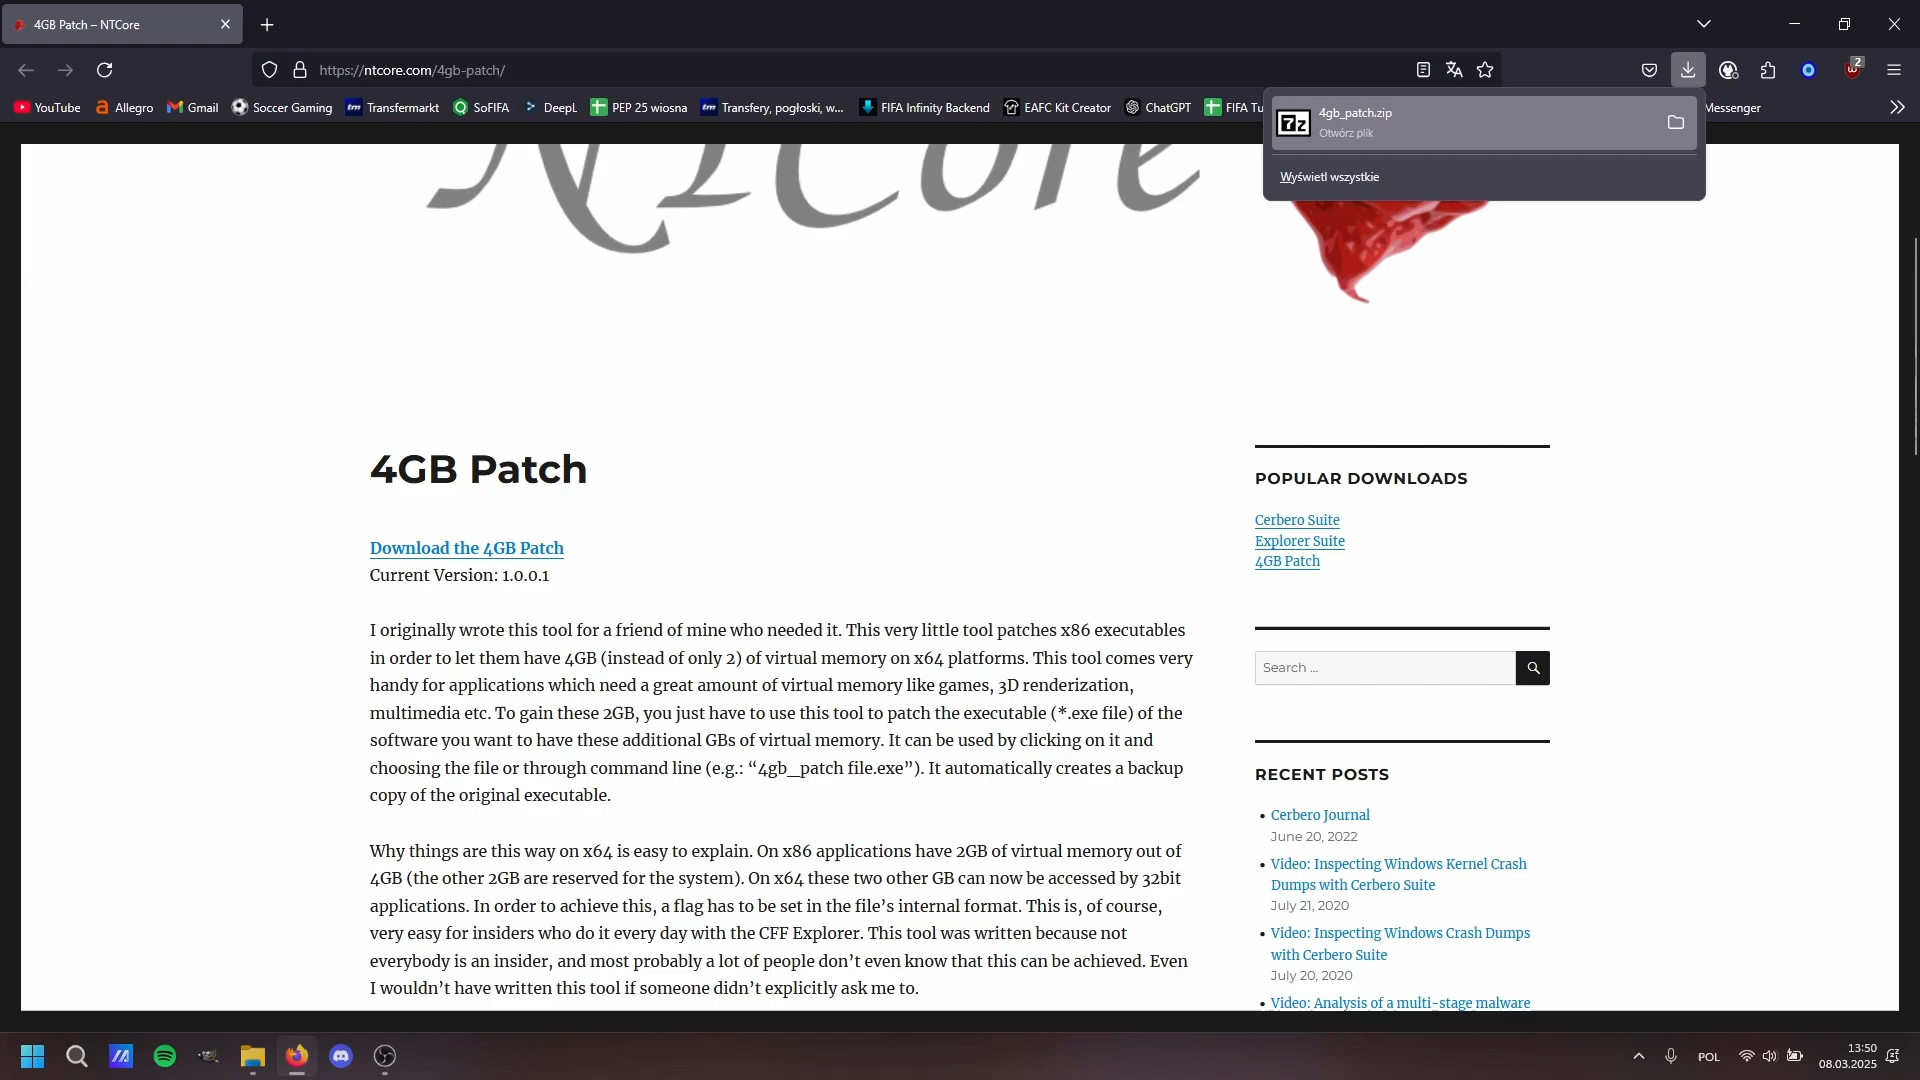 4GB Patch – NTCore
https://ntcore.com/4gb-patch/
2
YouTube
Allegro
Gmail
Soccer Gaming
Transfermarkt
SoFIFA
DeepL
PEP 25 wiosna
Transfery, pogłoski, w...
FIFA Infinity Backend
EAFC Kit Creator
ChatGPT
FIFA Tu
Messenger
4gb_patch.zip
Otwórz plik
Wyświetl wszystkie
NTCore
4GB Patch
Download the 4GB Patch
Current Version: 1.0.0.1
I originally wrote this tool for a friend of mine who needed it. This very little tool patches x86 executables
in order to let them have 4GB (instead of only 2) of virtual memory on x64 platforms. This tool comes very
handy for applications which need a great amount of virtual memory like games, 3D renderization,
multimedia etc. To gain these 2GB, you just have to use this tool to patch the executable (*.exe file) of the
software you want to have these additional GBs of virtual memory. It can be used by clicking on it and
choosing the file or through command line (e.g.: “4gb_patch file.exe”). It automatically creates a backup
copy of the original executable.
Why things are this way on x64 is easy to explain. On x86 applications have 2GB of virtual memory out of
4GB (the other 2GB are reserved for the system). On x64 these two other GB can now be accessed by 32bit
applications. In order to achieve this, a flag has to be set in the file’s internal format. This is, of course,
very easy for insiders who do it every day with the CFF Explorer. This tool was written because not
everybody is an insider, and most probably a lot of people don’t even know that this can be achieved. Even
I wouldn’t have written this tool if someone didn’t explicitly ask me to.
POPULAR DOWNLOADS
Cerbero Suite
Explorer Suite
4GB Patch
Search ...
RECENT POSTS
Cerbero Journal
June 20, 2022
Video: Inspecting Windows Kernel Crash
Dumps with Cerbero Suite
July 21, 2020
Video: Inspecting Windows Crash Dumps
with Cerbero Suite
July 20, 2020
Video: Analysis of a multi-stage malware
POL
13:50
08.03.2025